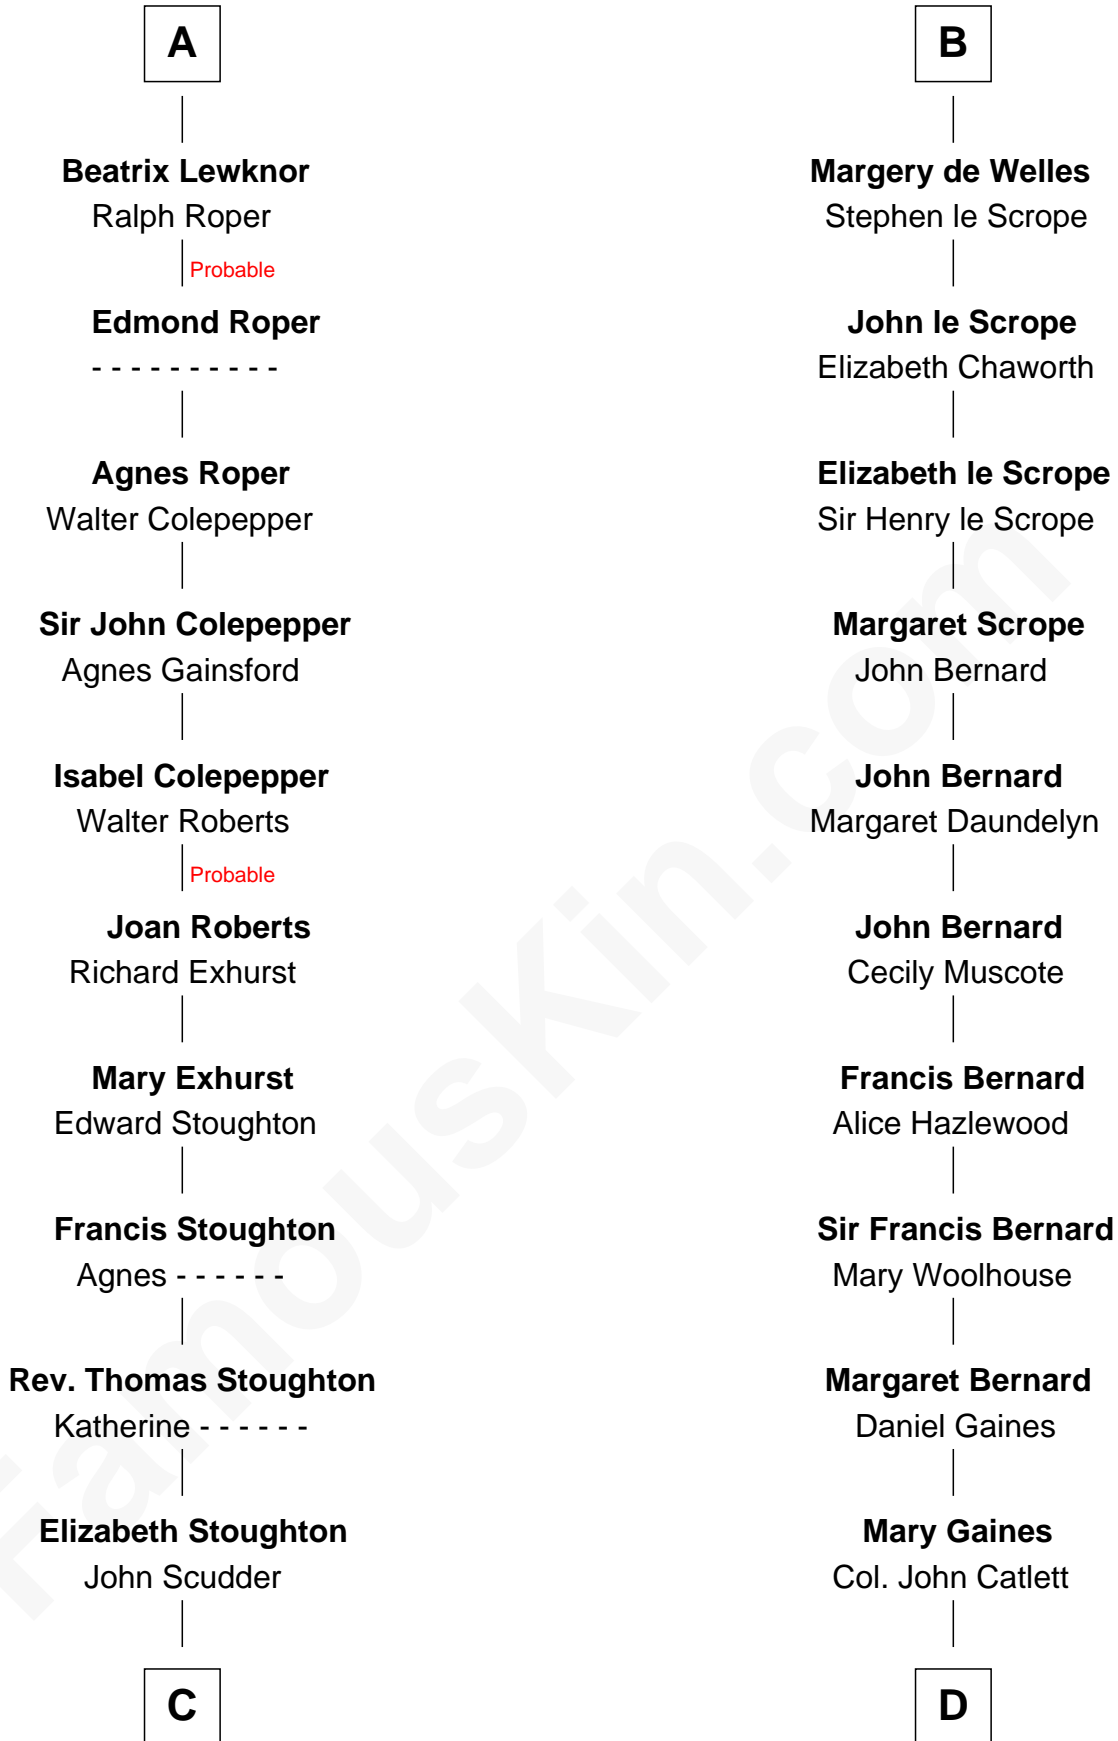 A
Beatrix Lewknor
Ralph Roper
Probable
Edmond Roper
- - - - - - - - - -
Agnes Roper
Walter Colepepper
Sir John Colepepper
Agnes Gainsford
Isabel Colepepper
Walter Roberts
Probable
Joan Roberts
Richard Exhurst
Mary Exhurst
Edward Stoughton
Francis Stoughton
Agnes - - - - - -
Rev. Thomas Stoughton
Katherine - - - - - -
Elizabeth Stoughton
John Scudder
C
B
Margery de Welles
Stephen le Scrope
John le Scrope
Elizabeth Chaworth
Elizabeth le Scrope
Sir Henry le Scrope
Margaret Scrope
John Bernard
John Bernard
Margaret Daundelyn
John Bernard
Cecily Muscote
Francis Bernard
Alice Hazlewood
Sir Francis Bernard
Mary Woolhouse
Margaret Bernard
Daniel Gaines
Mary Gaines
Col. John Catlett
D
FamousKin.com